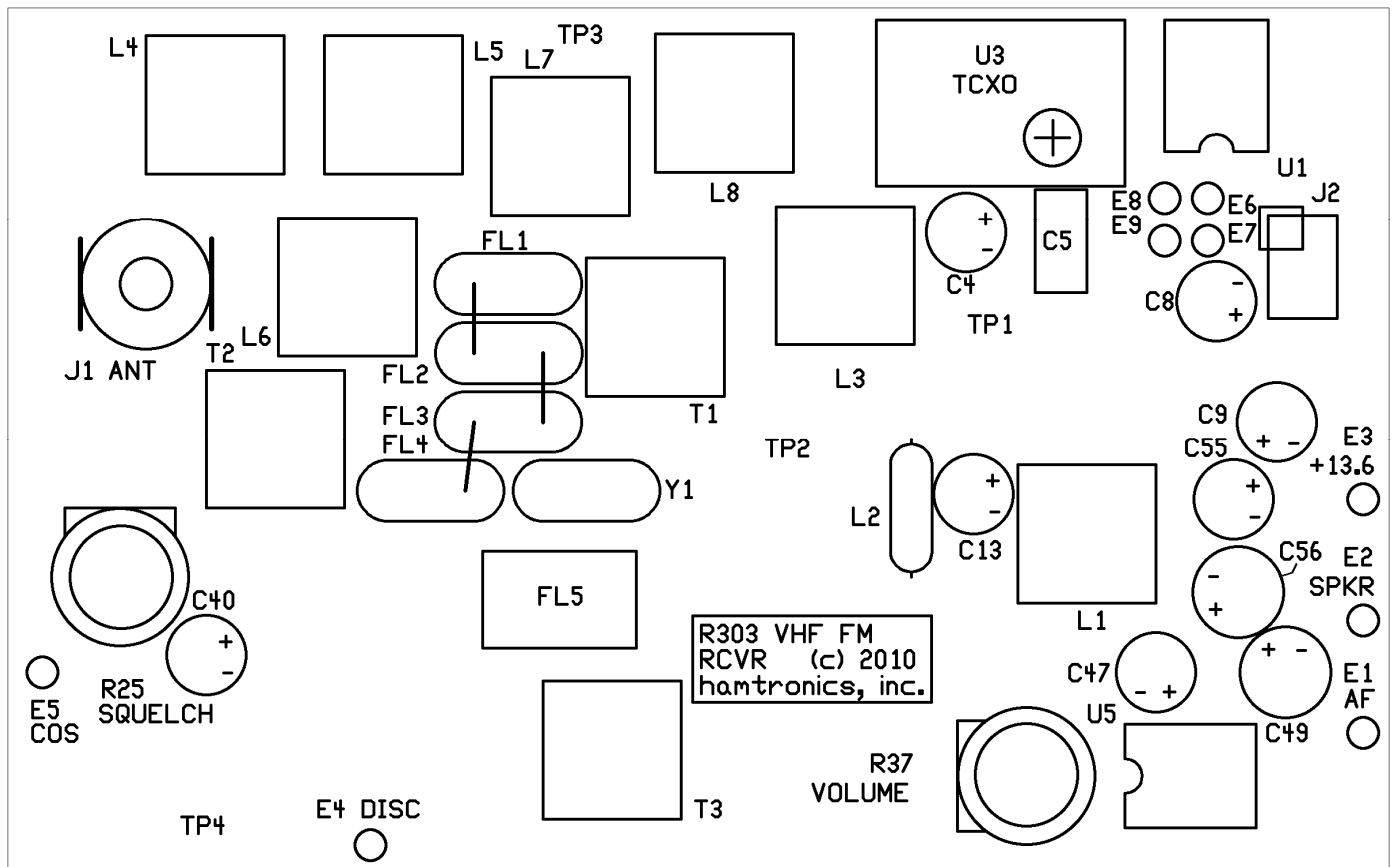 L4
L5
TP3
L7
L8
U3
TCXO
U1
J2
E8
E6
E9
E7
+
-
C4
C5
C8
-
+
TP1
FL1
L6
T2
J1 ANT
FL2
FL3
FL4
T1
L3
TP2
C9
+ -
C55
+
-
E3
+13.6
Y1
L2
+
-
C13
L1
C56
-
+
E2
SPKR
FL5
C40
+
-
R303 VHF FM
RCVR (c) 2010
hamtronics, inc.
C47
- +
+ -
C49
E1
AF
E5
COS
R25
SQUELCH
U5
R37
VOLUME
T3
E4 DISC
TP4